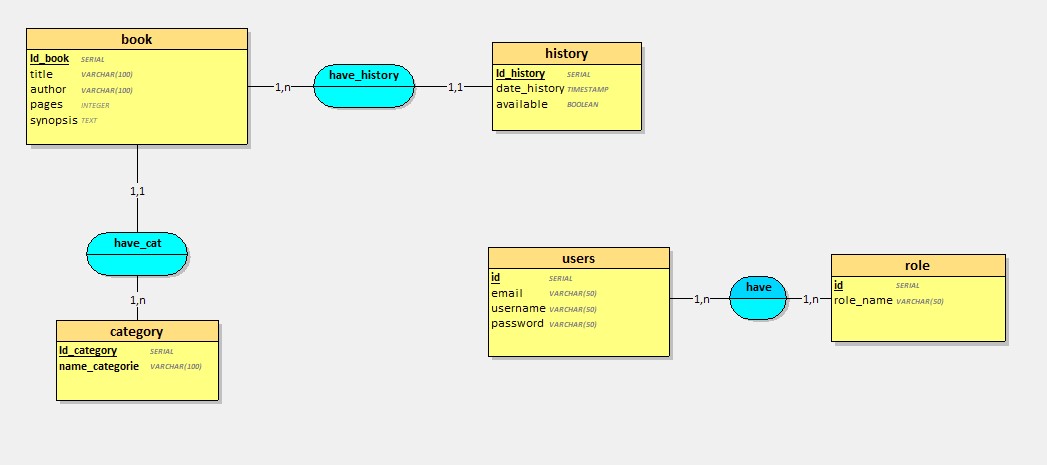 book
Id_book SERIAL
title VARCHAR(100)
author VARCHAR(100)
pages INTEGER
synopsis TEXT
1,n
have_history
1,1
history
Id_history SERIAL
date_history TIMESTAMP
available BOOLEAN
1,1
have_cat
1,n
category
Id_category SERIAL
name_categorie VARCHAR(100)
users
id SERIAL
email VARCHAR(50)
username VARCHAR(50)
password VARCHAR(50)
1,n
have
1,n
role
id SERIAL
role_name VARCHAR(50)